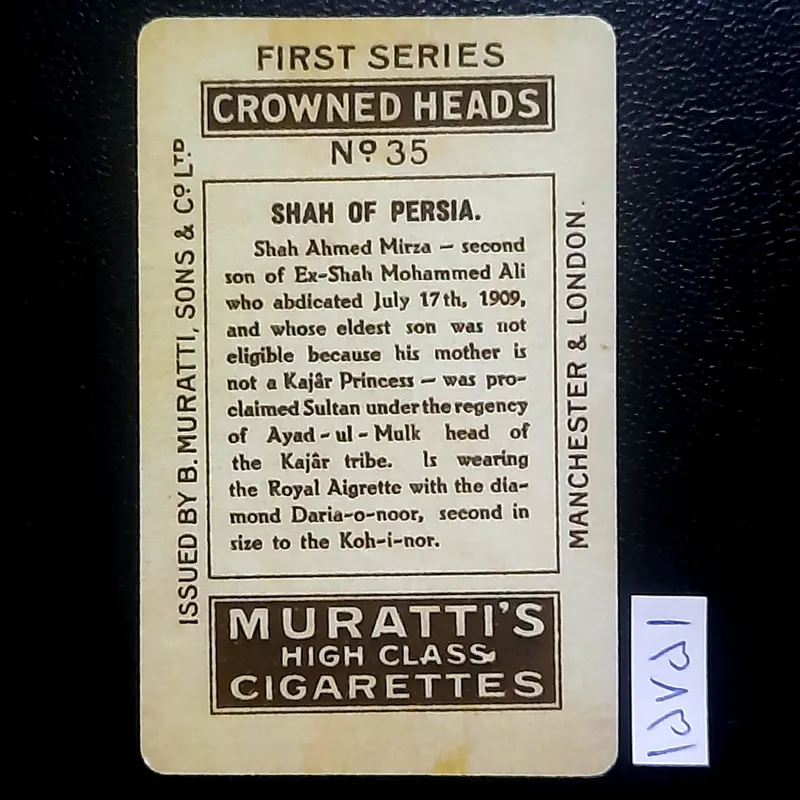 FIRST SERIES
CROWNED HEADS
Nº 35
SHAH OF PERSIA.
Shah Ahmed Mirza – second
son of Ex-Shah Mohammed Ali
who abdicated July 17th, 1909,
and whose eldest son was not
eligible because his mother is
not a Kajâr Princess – was pro-
claimed Sultan under the regency
of Ayad-ul-Mulk head of
the Kajâr tribe. Is wearing
the Royal Aigrette with the dia-
mond Daria-o-noor, second in
size to the Koh-i-nor.
ISSUED BY B. MURATTI, SONS & Cº LTD
MANCHESTER & LONDON.
MURATTI'S
HIGH CLASS
CIGARETTES